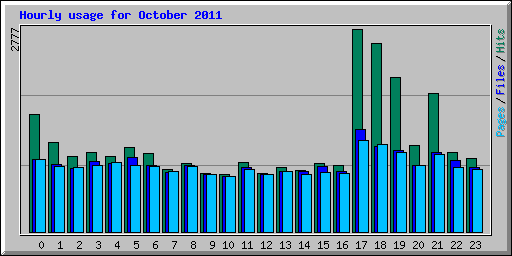 Hourly usage for October 2011
2777
Pages / Files / Hits
0 1 2 3 4 5 6 7 8 9 10 11 12 13 14 15 16 17 18 19 20 21 22 23